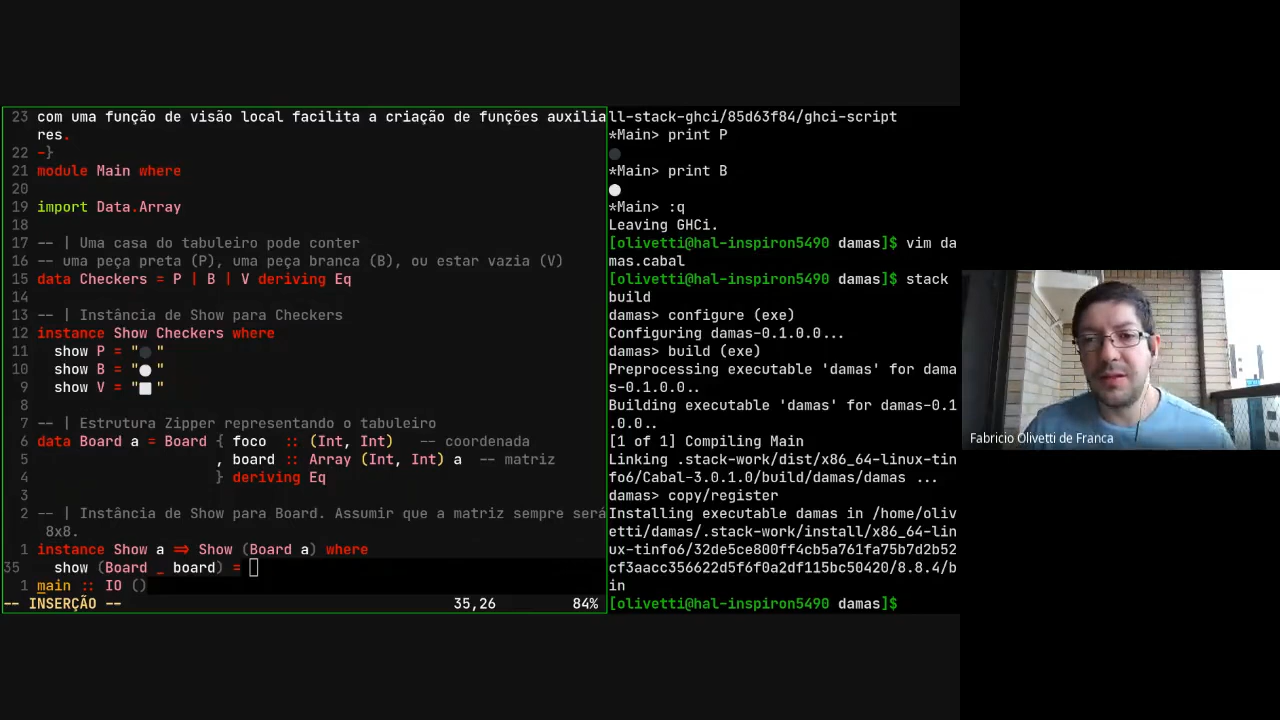 23 com uma função de visão local facilita a criação de funções auxilia
res.
22 -}
21 module Main where
20
19 import Data.Array
18
17 -- | Uma casa do tabuleiro pode conter
16 -- uma peça preta (P), uma peça branca (B), ou estar vazia (V)
15 data Checkers = P | B | V deriving Eq
14
13 -- | Instância de Show para Checkers
12 instance Show Checkers where
11 show P = "⚫"
10 show B = "⚪"
9 show V = "⬜"
8
7 -- | Estrutura Zipper representando o tabuleiro
6 data Board a = Board { foco :: (Int, Int) -- coordenada
5 , board :: Array (Int, Int) a -- matriz
4 } deriving Eq
3
2 -- | Instância de Show para Board. Assumir que a matriz sempre será
8x8.
1 instance Show a => Show (Board a) where
35 show (Board _ board) =
1 main :: IO ()
-- INSERÇÃO -- 35,26 84%
ll-stack-ghci/85d63f84/ghci-script
*Main> print P
⚫
*Main> print B
⚪
*Main> :q
Leaving GHCi.
[olivetti@hal-inspiron5490 damas]$ vim da
mas.cabal
[olivetti@hal-inspiron5490 damas]$ stack
build
damas> configure (exe)
Configuring damas-0.1.0.0...
damas> build (exe)
Preprocessing executable 'damas' for dama
s-0.1.0.0..
Building executable 'damas' for damas-0.1
.0.0..
[1 of 1] Compiling Main
Linking .stack-work/dist/x86_64-linux-tin
fo6/Cabal-3.0.1.0/build/damas/damas ...
damas> copy/register
Installing executable damas in /home/oliv
etti/damas/.stack-work/install/x86_64-lin
ux-tinfo6/32de5ce800ff4cb5a761fa75b7d2b52
cf3aacc356622d5f6f0a2df115bc50420/8.8.4/b
in
[olivetti@hal-inspiron5490 damas]$
Fabricio Olivetti de Franca